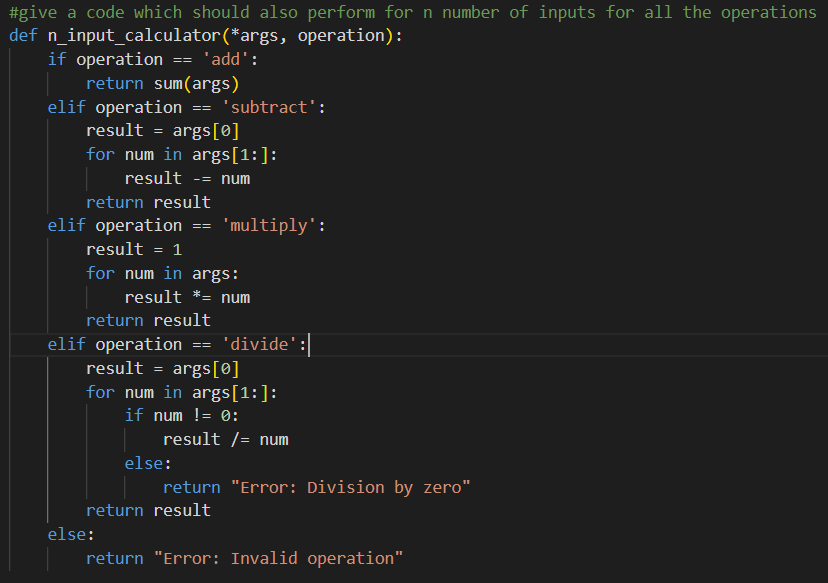 #give a code which should also perform for n number of inputs for all the operations
def n_input_calculator(*args, operation):
    if operation == 'add':
        return sum(args)
    elif operation == 'subtract':
        result = args[0]
        for num in args[1:]:
            result -= num
        return result
    elif operation == 'multiply':
        result = 1
        for num in args:
            result *= num
        return result
    elif operation == 'divide':
        result = args[0]
        for num in args[1:]:
            if num != 0:
                result /= num
            else:
                return "Error: Division by zero"
        return result
    else:
        return "Error: Invalid operation"